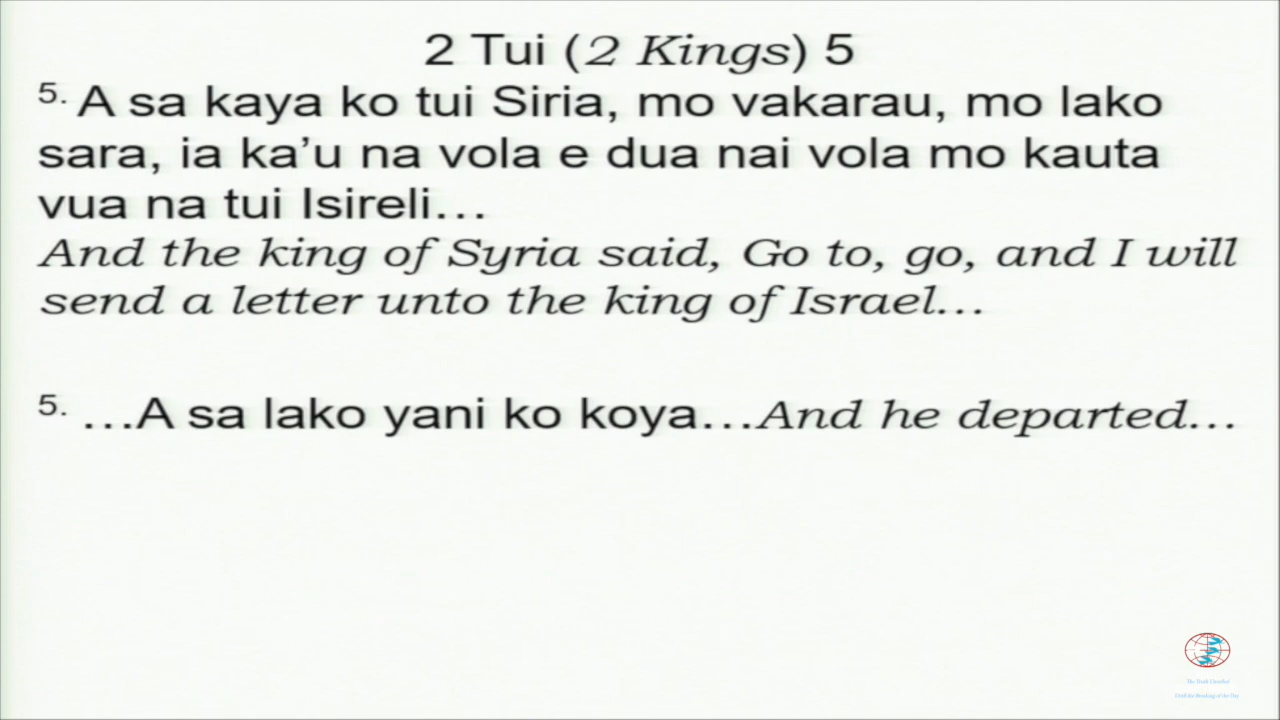 2 Tui (2 Kings) 5
5. A sa kaya ko tui Siria, mo vakarau, mo lako
sara, ia ka’u na vola e dua nai vola mo kauta
vua na tui Isireli…
And the king of Syria said, Go to, go, and I will
send a letter unto the king of Israel…
5. …A sa lako yani ko koya…And he departed…